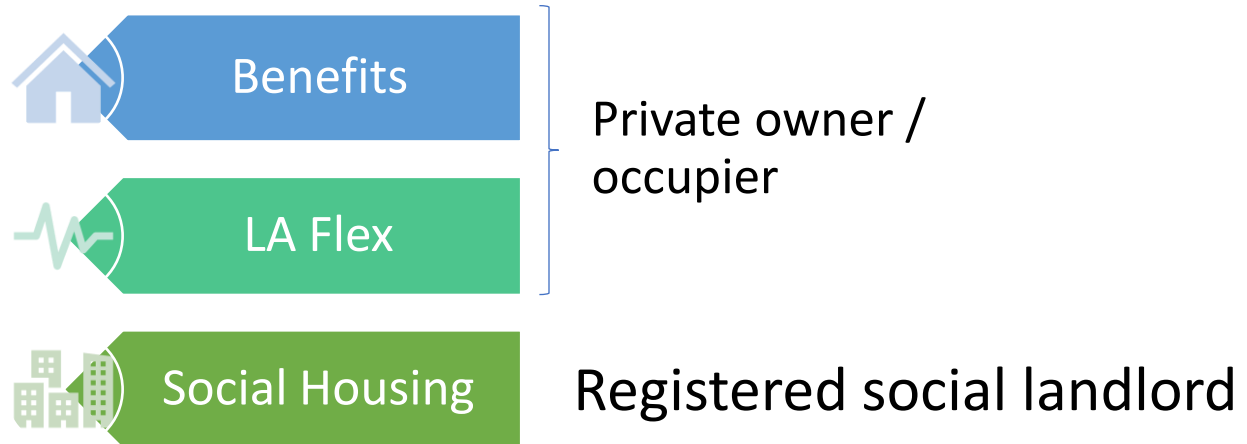 Benefits
Private owner /
occupier
LA Flex
Social Housing
Registered social landlord